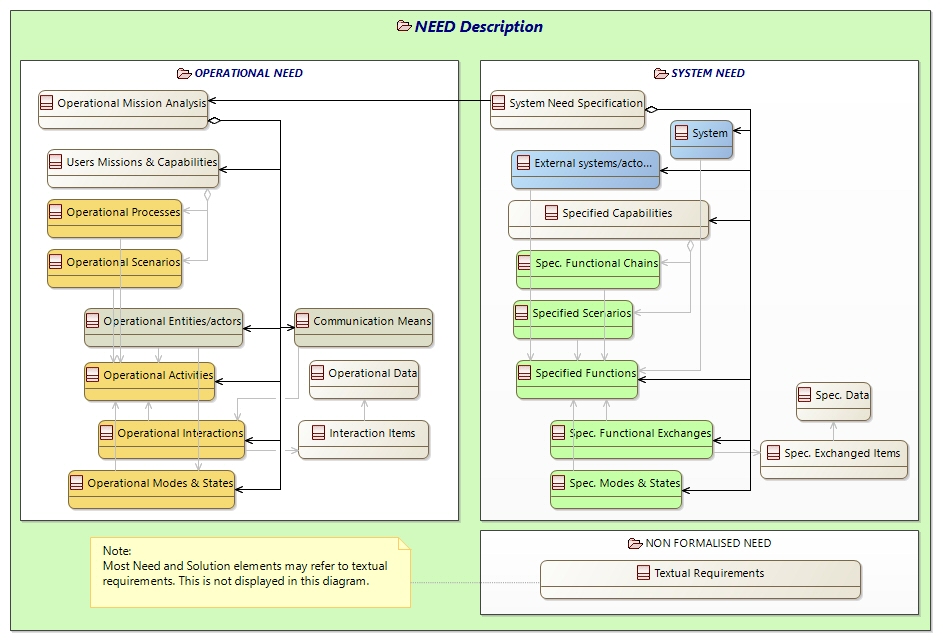 NEED Description
OPERATIONAL NEED
Operational Mission Analysis
Users Missions & Capabilities
Operational Processes
Operational Scenarios
Operational Entities/actors
Communication Means
Operational Activities
Operational Data
Operational Interactions
Interaction Items
Operational Modes & States
SYSTEM NEED
System Need Specification
System
External systems/acto...
Specified Capabilities
Spec. Functional Chains
Specified Scenarios
Specified Functions
Spec. Data
Spec. Functional Exchanges
Spec. Exchanged Items
Spec. Modes & States
Note:
Most Need and Solution elements may refer to textual
requirements. This is not displayed in this diagram.
NON FORMALISED NEED
Textual Requirements